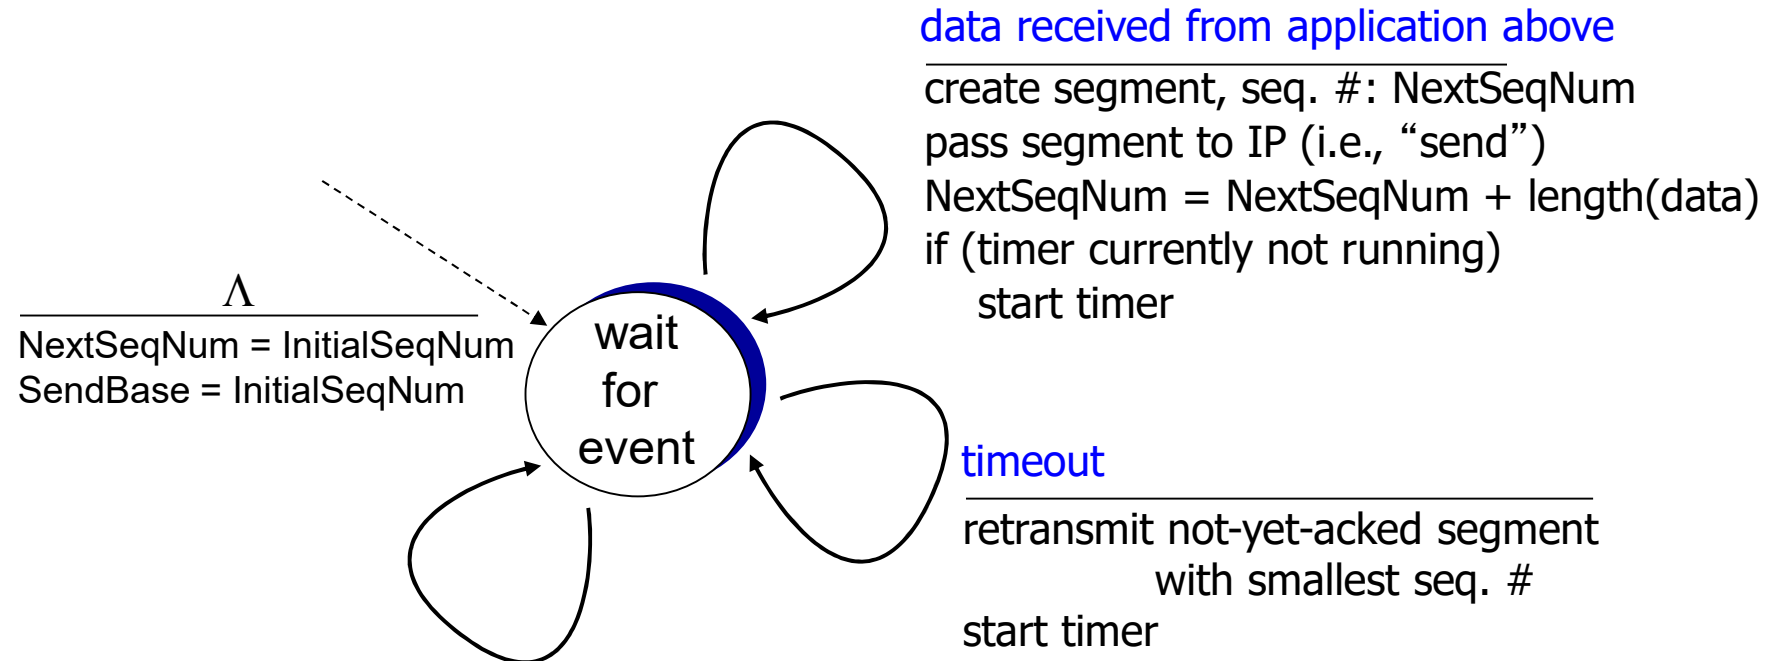 data received from application above
create segment, seq. #: NextSeqNum
pass segment to IP (i.e., “send”)
NextSeqNum = NextSeqNum + length(data)
if (timer currently not running)
start timer
Λ
NextSeqNum = InitialSeqNum
SendBase = InitialSeqNum
wait
for
event
timeout
retransmit not-yet-acked segment
with smallest seq. #
start timer